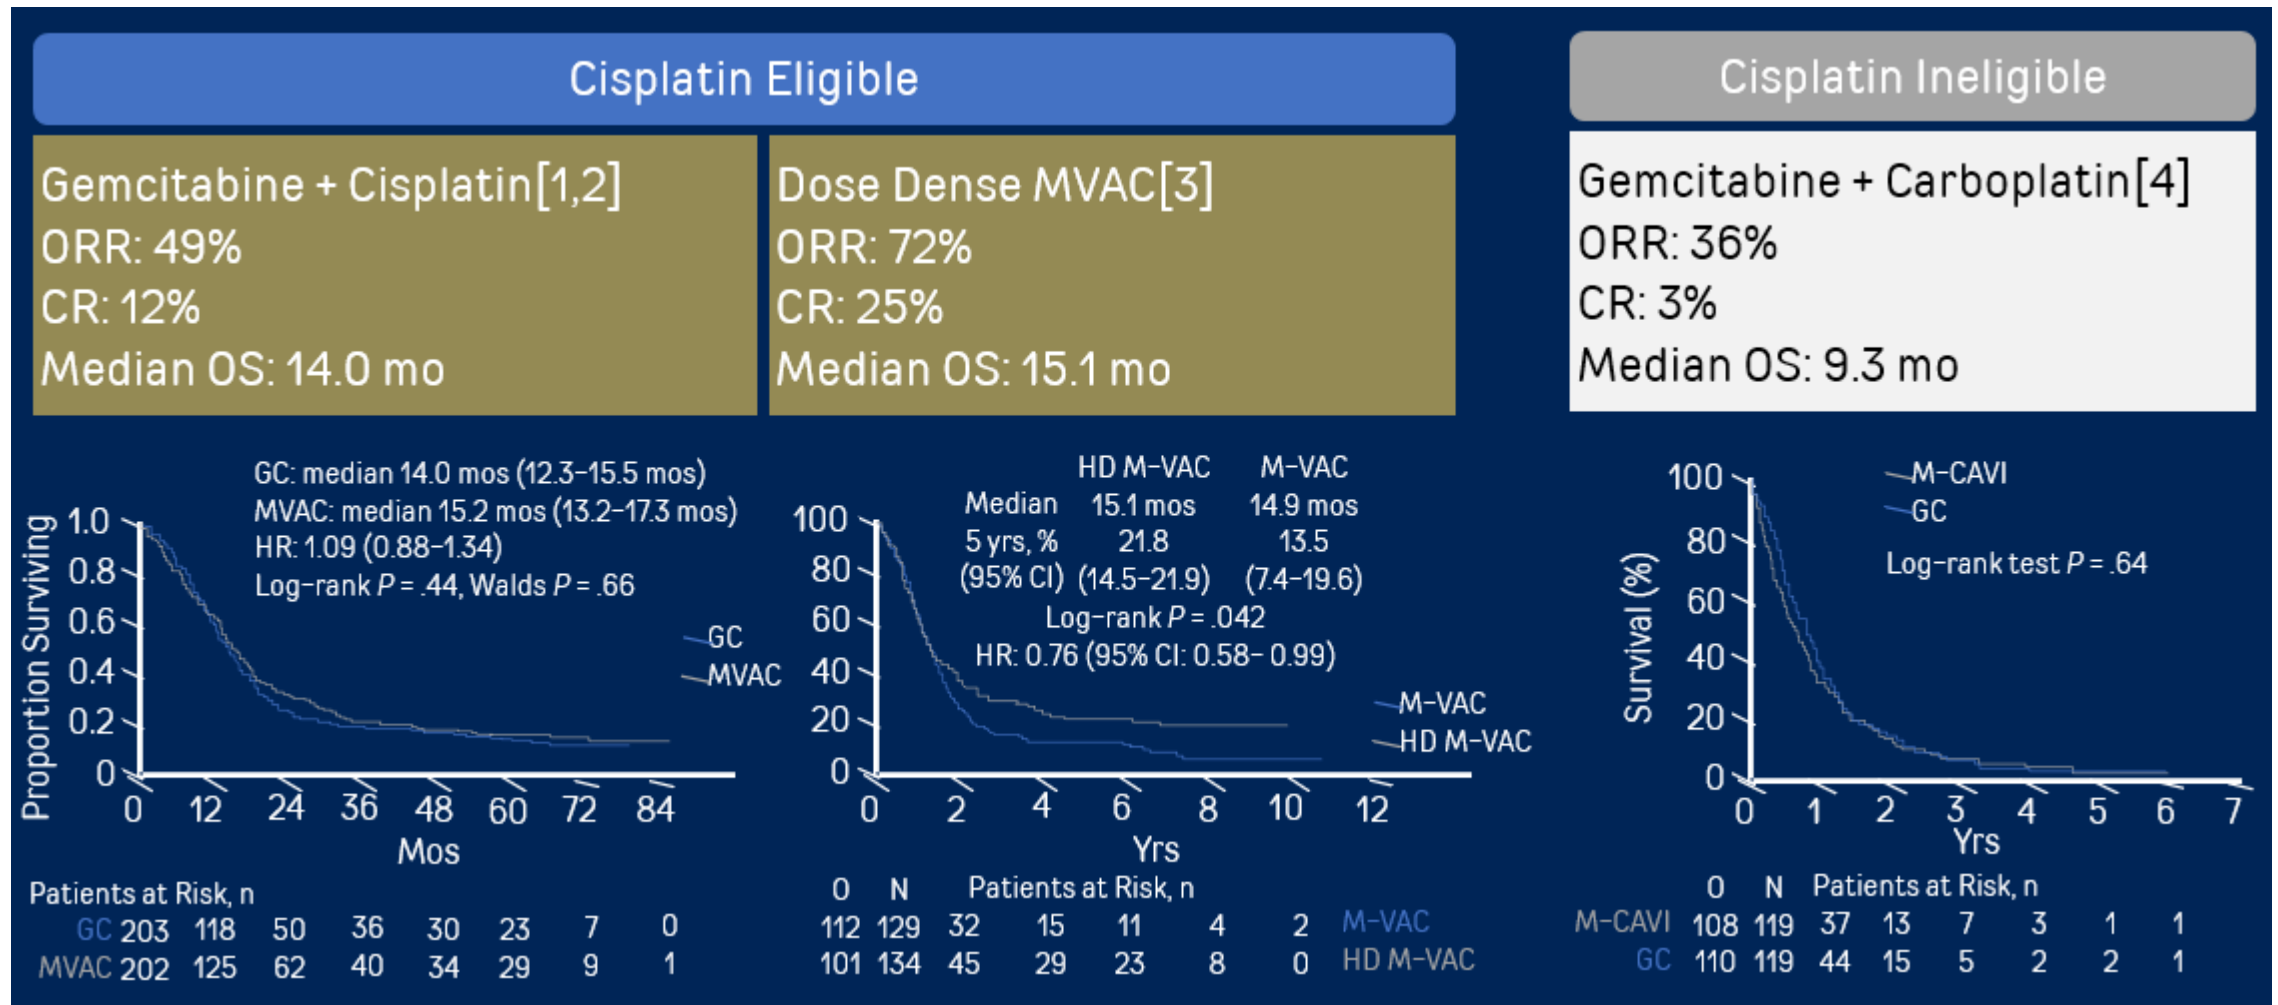 Cisplatin Eligible
Gemcitabine + Cisplatin[1,2]
ORR: 49%
CR: 12%
Median OS: 14.0 mo
Dose Dense MVAC[3]
ORR: 72%
CR: 25%
Median OS: 15.1 mo
Cisplatin Ineligible
Gemcitabine + Carboplatin[4]
ORR: 36%
CR: 3%
Median OS: 9.3 mo
GC: median 14.0 mos (12.3–15.5 mos)
MVAC: median 15.2 mos (13.2–17.3 mos)
HR: 1.09 (0.88–1.34)
Log-rank P = .44, Walds P = .66
GC
MVAC
Proportion Surviving
1.0
0.8
0.6
0.4
0.2
0
0 12 24 36 48 60 72 84
Mos
Patients at Risk, n
GC 203 118 50 36 30 23 7 0
MVAC 202 125 62 40 34 29 9 1
HD M-VAC M-VAC
Median 15.1 mos 14.9 mos
5 yrs, % 21.8 13.5
(95% CI) (14.5–21.9) (7.4–19.6)
Log-rank P = .042
HR: 0.76 (95% CI: 0.58– 0.99)
M-VAC
HD M-VAC
100
80
60
40
20
0
0 2 4 6 8 10 12
Yrs
O N Patients at Risk, n
112 129 32 15 11 4 2 M-VAC
101 134 45 29 23 8 0 HD M-VAC
M-CAVI
GC
Log-rank test P = .64
Survival (%)
100
80
60
40
20
0
0 1 2 3 4 5 6 7
Yrs
O N Patients at Risk, n
M-CAVI 108 119 37 13 7 3 1 1
GC 110 119 44 15 5 2 2 1